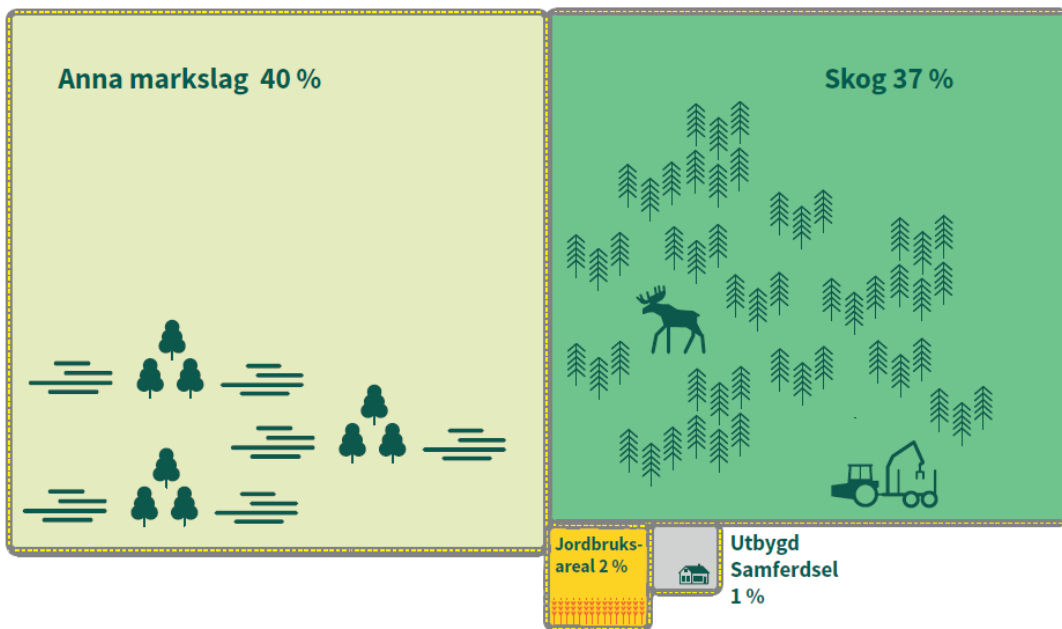 Anna markslag 40 %
Skog 37 %
Jordbruks-
areal 2 %
Utbygd
Samferdsel
1 %